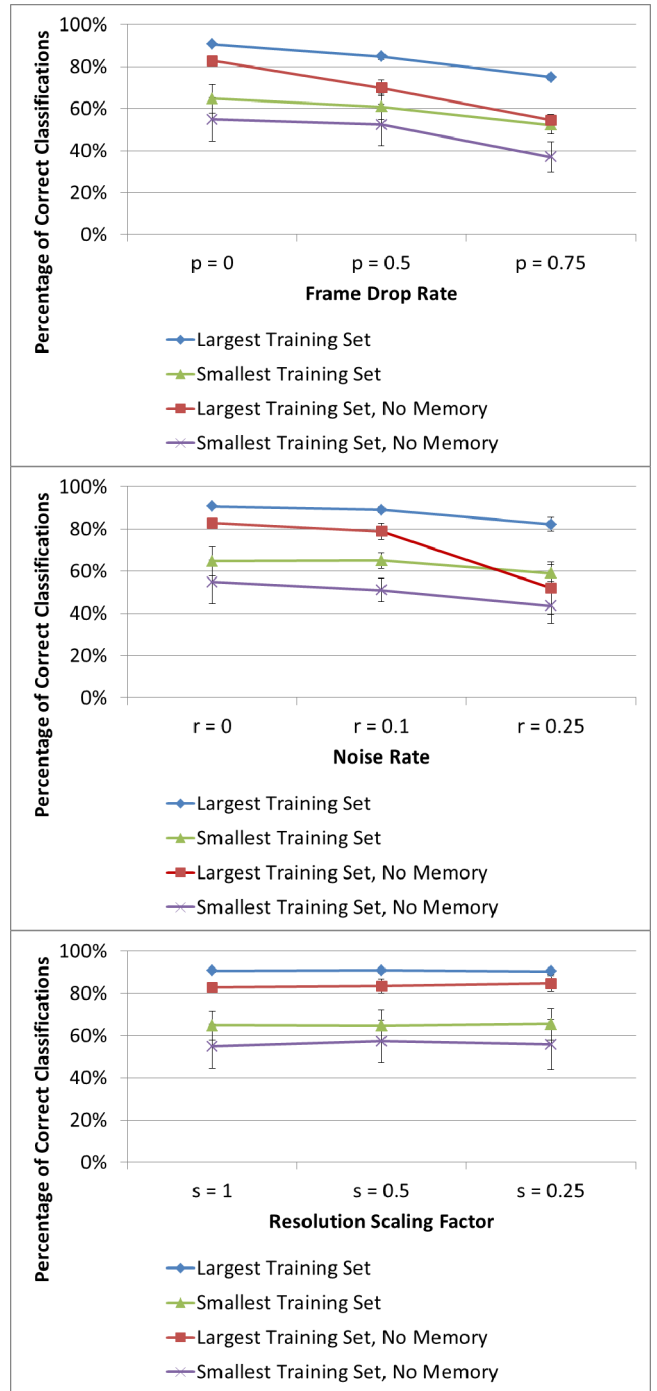 Percentage of Correct Classifications
100%
80%
60%
40%
20%
0%
p = 0 p = 0.5 p = 0.75
Frame Drop Rate
Largest Training Set
Smallest Training Set
Largest Training Set, No Memory
Smallest Training Set, No Memory
Percentage of Correct Classifications
100%
80%
60%
40%
20%
0%
r = 0 r = 0.1 r = 0.25
Noise Rate
Largest Training Set
Smallest Training Set
Largest Training Set, No Memory
Smallest Training Set, No Memory
Percentage of Correct Classifications
100%
80%
60%
40%
20%
0%
s = 1 s = 0.5 s = 0.25
Resolution Scaling Factor
Largest Training Set
Smallest Training Set
Largest Training Set, No Memory
Smallest Training Set, No Memory